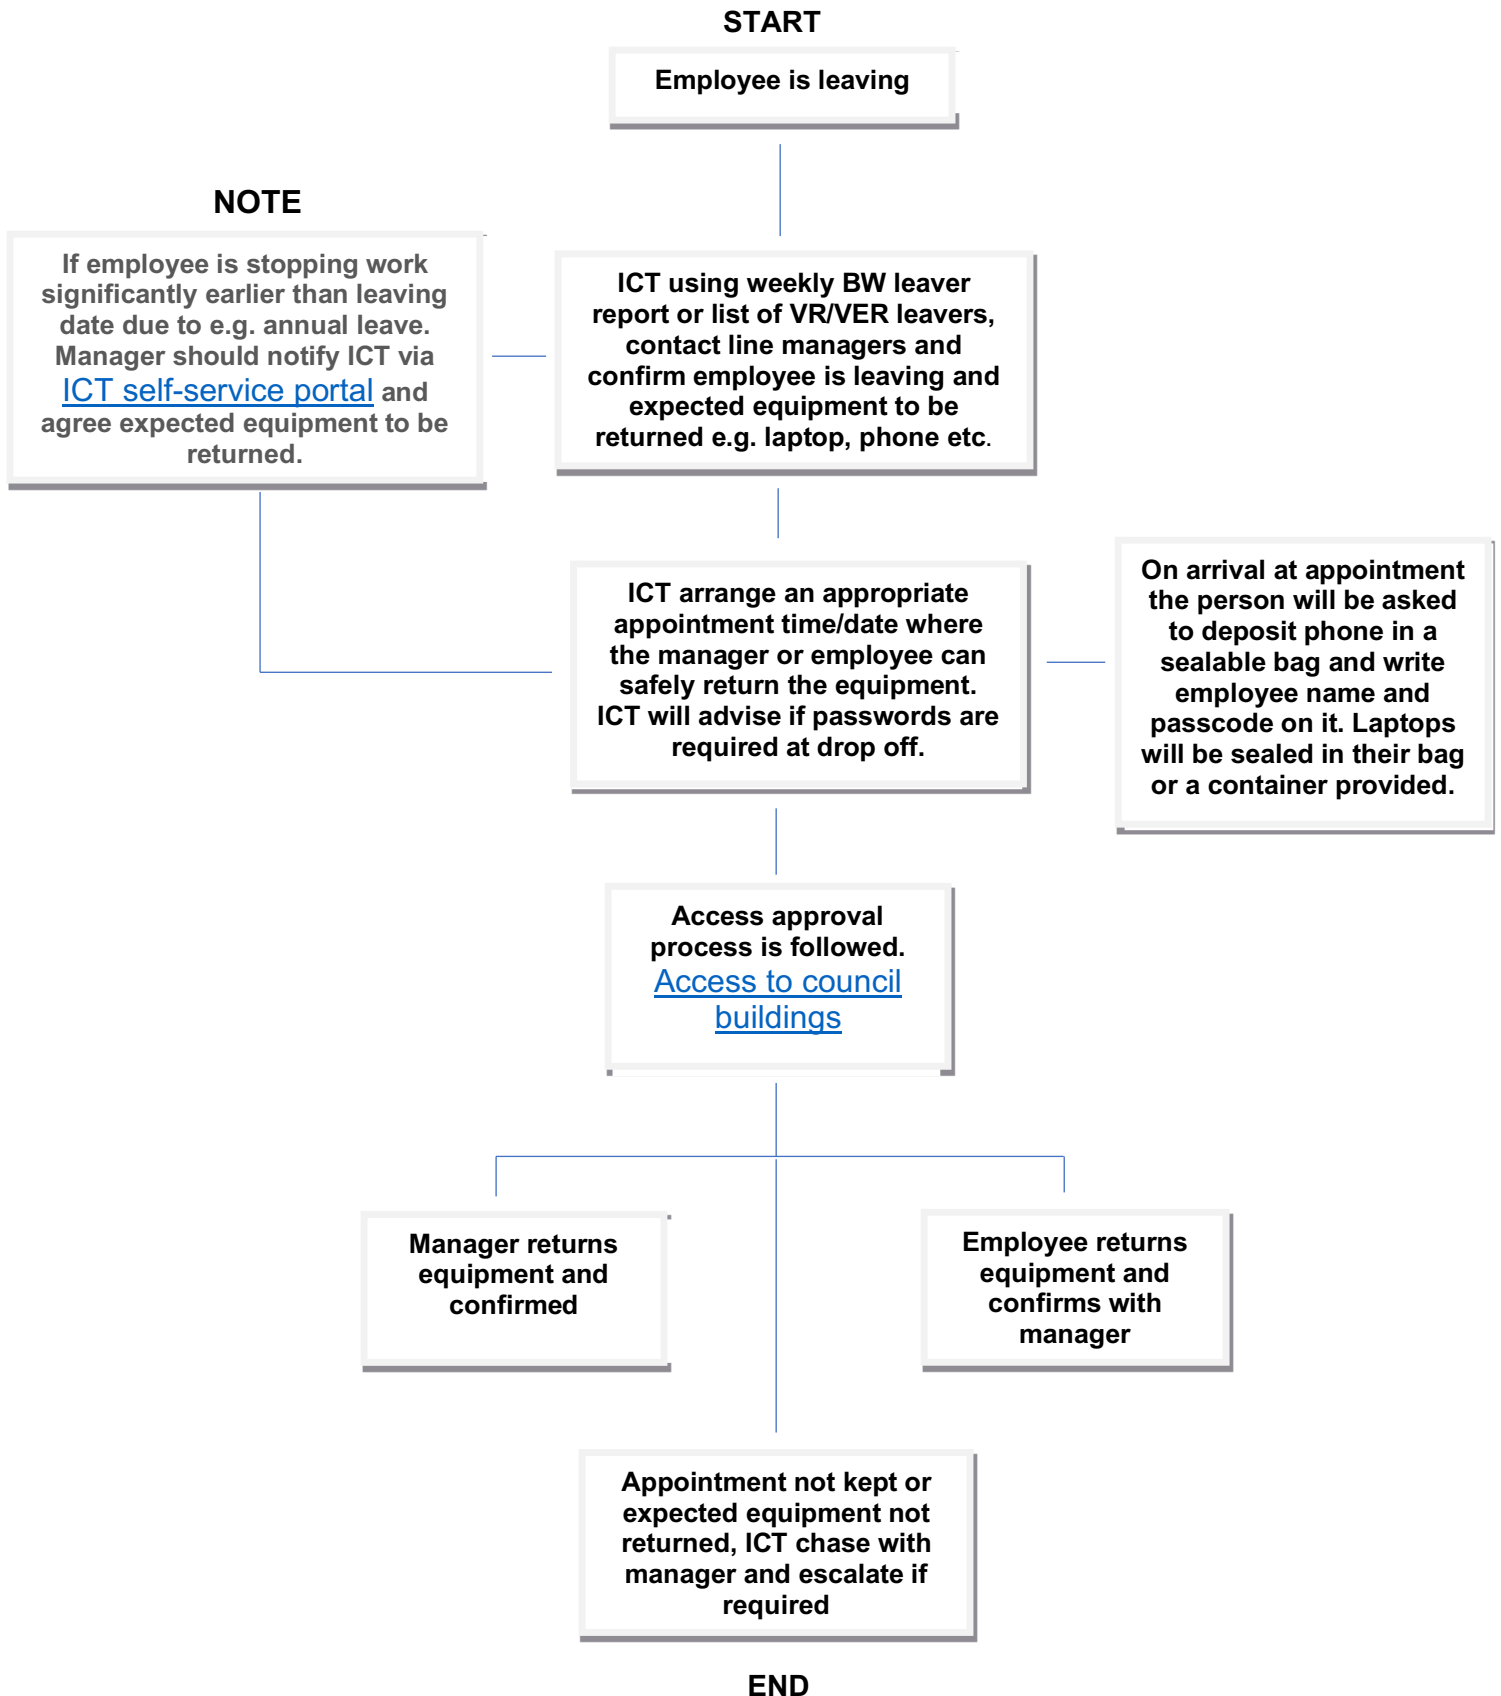 START
Employee is leaving
NOTE
If employee is stopping work
significantly earlier than leaving
date due to e.g. annual leave.
Manager should notify ICT via
ICT self-service portal and
agree expected equipment to be
returned.
ICT using weekly BW leaver
report or list of VR/VER leavers,
contact line managers and
confirm employee is leaving and
expected equipment to be
returned e.g. laptop, phone etc.
ICT arrange an appropriate
appointment time/date where
the manager or employee can
safely return the equipment.
ICT will advise if passwords are
required at drop off.
On arrival at appointment
the person will be asked
to deposit phone in a
sealable bag and write
employee name and
passcode on it. Laptops
will be sealed in their bag
or a container provided.
Access approval
process is followed.
Access to council
buildings
Manager returns
equipment and
confirmed
Employee returns
equipment and
confirms with
manager
Appointment not kept or
expected equipment not
returned, ICT chase with
manager and escalate if
required
END